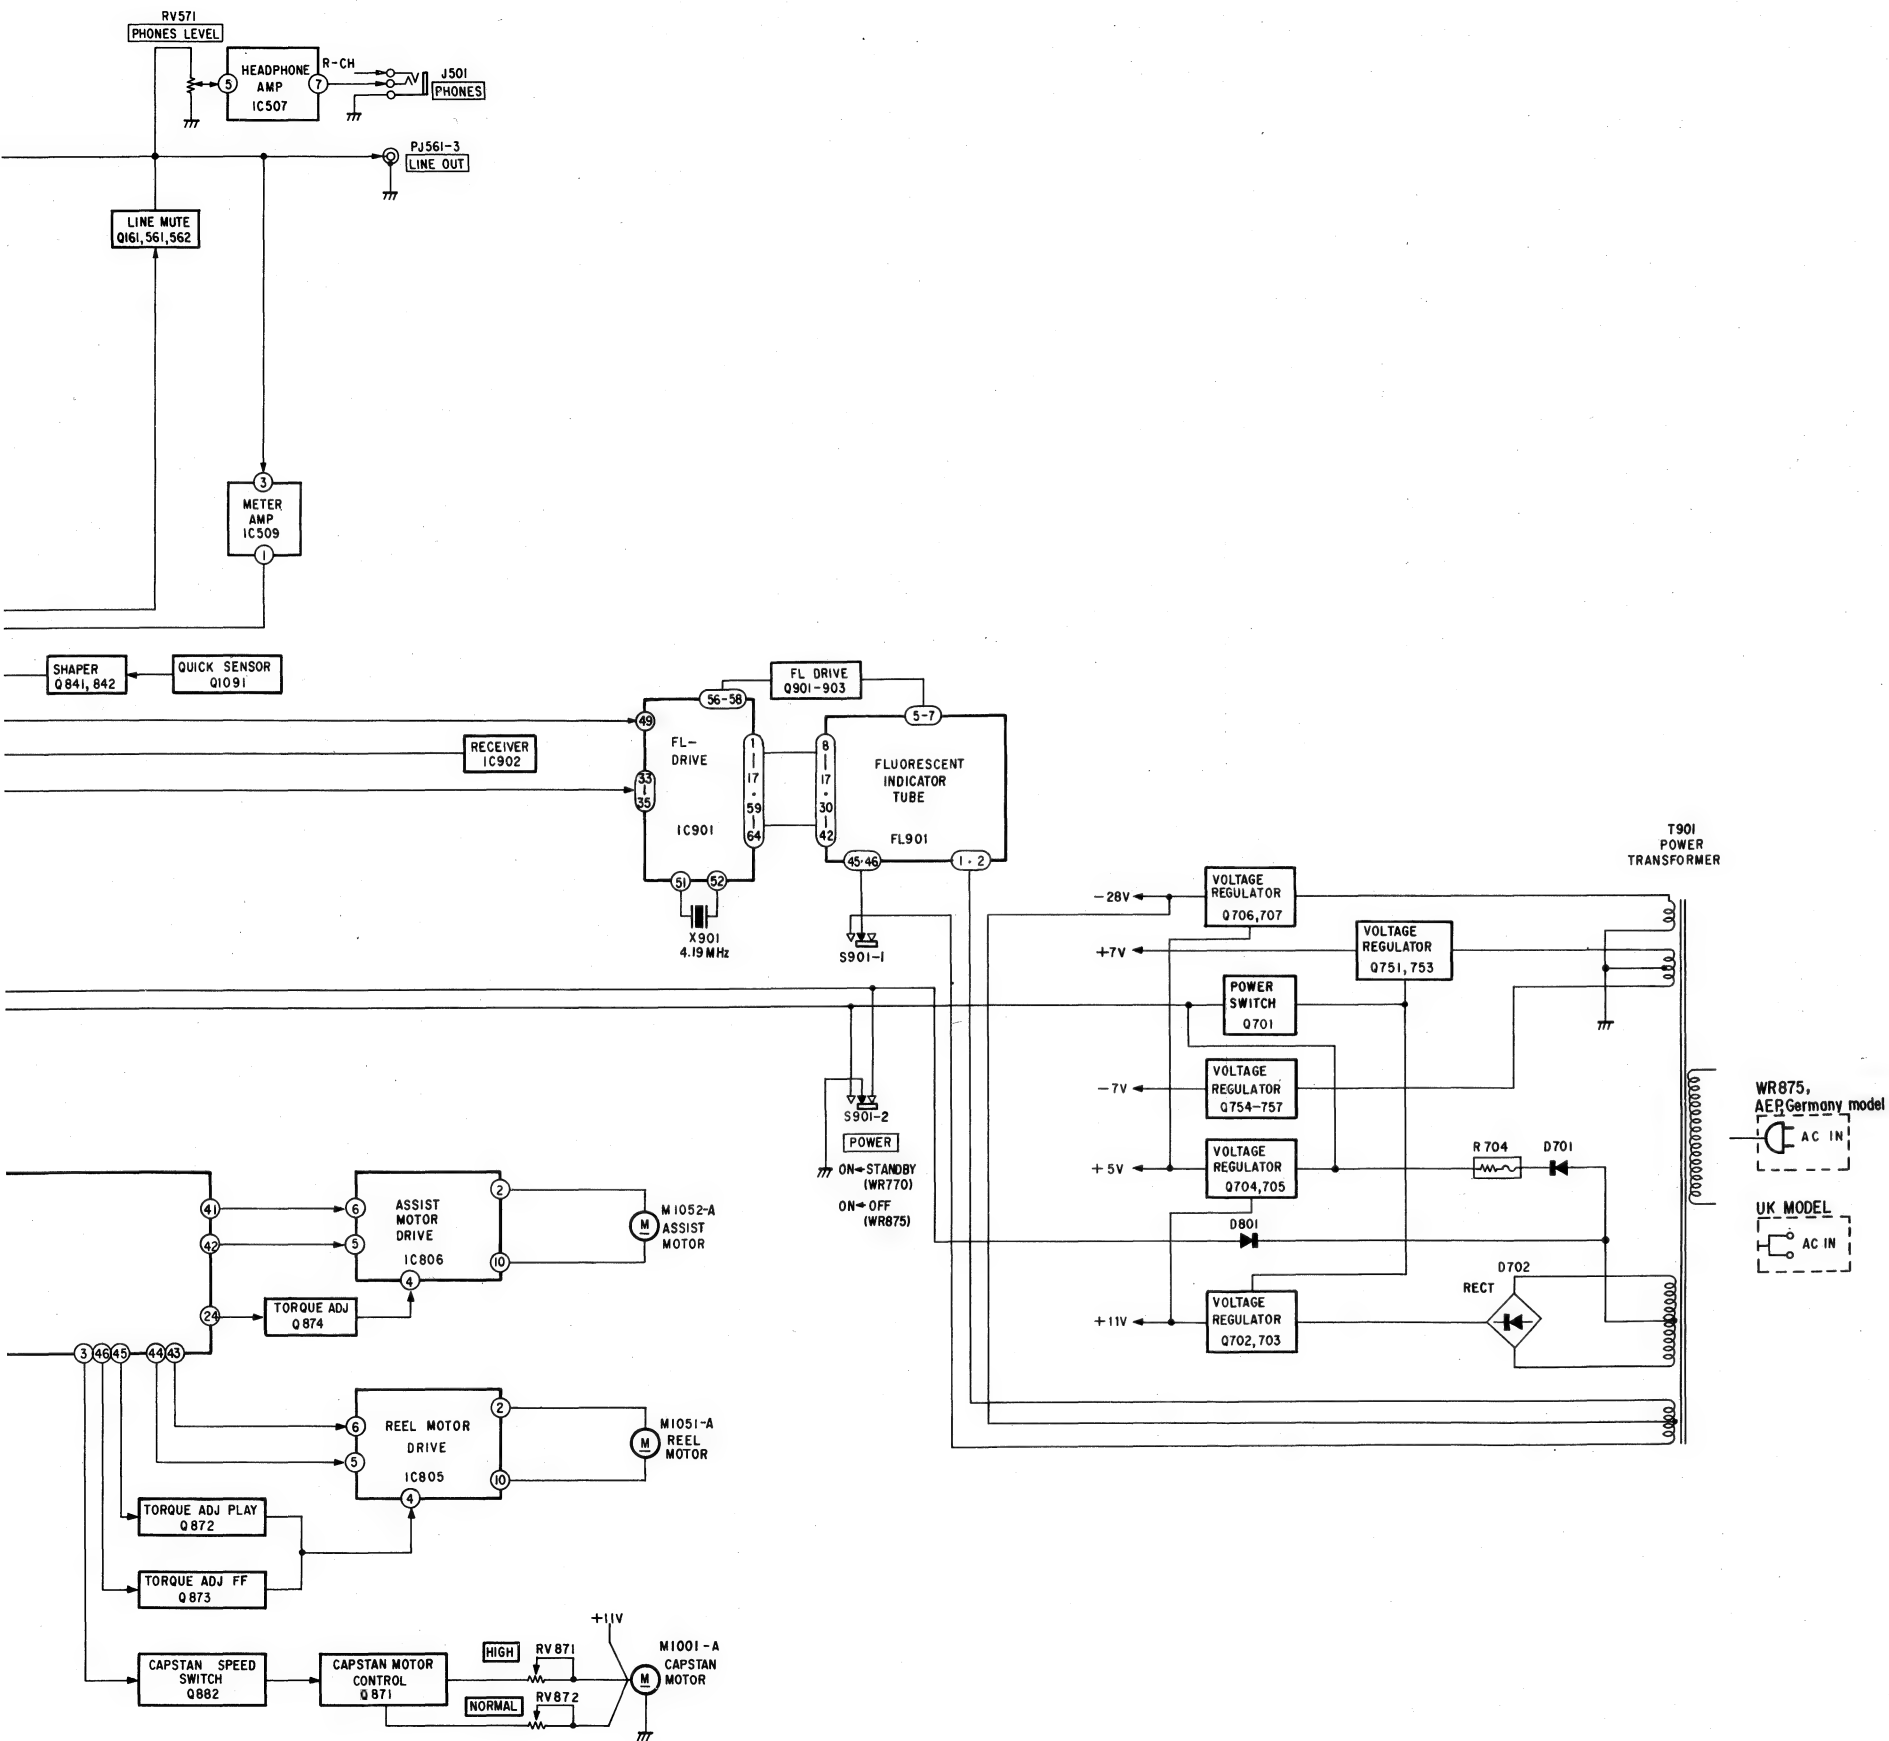 RV571
PHONES LEVEL
HEADPHONE
AMP
IC507
5
7
R-CH
J501
PHONES
PJ561-3
LINE OUT
LINE MUTE
Q161,561,562
3
METER
AMP
IC509
1
SHAPER
Q841,842
QUICK SENSOR
Q1091
RECEIVER
IC902
FL DRIVE
Q901-903
56-58
49
FL-
DRIVE
33
35
IC901
1
17
59
64
51
52
X901
4.19MHz
5-7
8
17
30
42
FLUORESCENT
INDICATOR
TUBE
FL901
45·46
1·2
S901-1
S901-2
POWER
ON←STANDBY
(WR770)
ON←OFF
(WR875)
T901
POWER
TRANSFORMER
-28V
VOLTAGE
REGULATOR
Q706,707
+7V
VOLTAGE
REGULATOR
Q751,753
POWER
SWITCH
Q701
-7V
VOLTAGE
REGULATOR
Q754-757
+5V
VOLTAGE
REGULATOR
Q704,705
R704
D701
D801
+11V
VOLTAGE
REGULATOR
Q702,703
RECT
D702
WR875,
AEP,Germany model
AC IN
UK MODEL
AC IN
41
42
24
3
46
45
44
43
6
5
4
2
10
ASSIST
MOTOR
DRIVE
IC806
M1052-A
M
ASSIST
MOTOR
TORQUE ADJ
Q874
6
5
4
2
10
REEL MOTOR
DRIVE
IC805
M1051-A
M
REEL
MOTOR
TORQUE ADJ PLAY
Q872
TORQUE ADJ FF
Q873
CAPSTAN SPEED
SWITCH
Q882
CAPSTAN MOTOR
CONTROL
Q871
HIGH
RV871
NORMAL
RV872
+11V
M1001-A
M
CAPSTAN
MOTOR